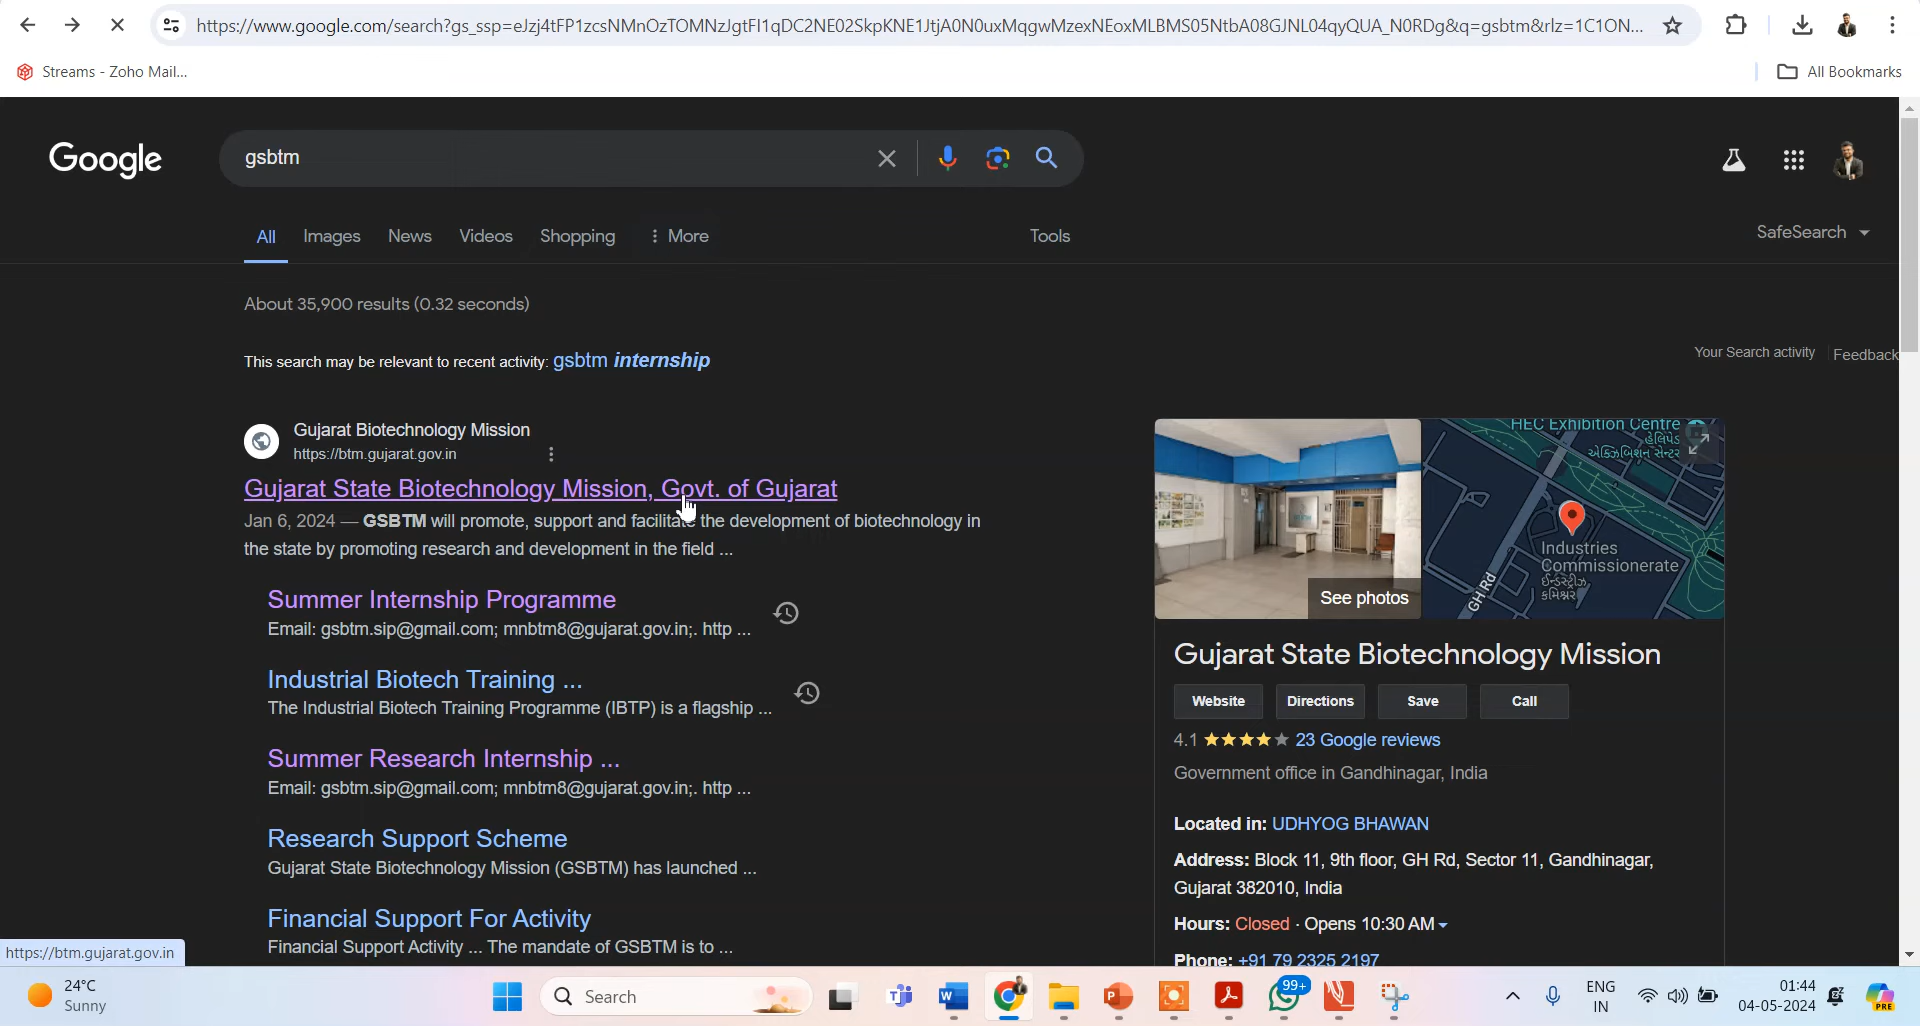 https://www.google.com/search?gs_ssp=eJzj4tFP1zcsNMnOzTOMNzJgtFI1qDC2NE02SkpKNE1JtjA0N0uxMqgwMzexNEoxMLBMS05NtbA08GJNL04qyQUA_N0RDg&q=gsbtm&rlz=1C1ON...
Streams - Zoho Mail...
All Bookmarks
Google
gsbtm
All
Images
News
Videos
Shopping
More
Tools
SafeSearch
About 35,900 results (0.32 seconds)
This search may be relevant to recent activity: gsbtm internship
Your Search activity
Feedback
Gujarat Biotechnology Mission
https://btm.gujarat.gov.in
Gujarat State Biotechnology Mission, Govt. of Gujarat
Jan 6, 2024 — GSBTM will promote, support and facilitate the development of biotechnology in
the state by promoting research and development in the field ...
Summer Internship Programme
Email: gsbtm.sip@gmail.com; mnbtm8@gujarat.gov.in;. http ...
Industrial Biotech Training ...
The Industrial Biotech Training Programme (IBTP) is a flagship ...
Summer Research Internship ...
Email: gsbtm.sip@gmail.com; mnbtm8@gujarat.gov.in;. http ...
Research Support Scheme
Gujarat State Biotechnology Mission (GSBTM) has launched ...
Financial Support For Activity
Financial Support Activity ... The mandate of GSBTM is to ...
HEC Exhibition Centre
હેલિપેડ
એક્ઝિબિશન સેન્ટર
Industries
Commissionerate
ઈન્ડસ્ટ્રીઝ
કમિશ્નર
GH Rd
See photos
Gujarat State Biotechnology Mission
Website
Directions
Save
Call
4.1 ★★★★★ 23 Google reviews
Government office in Gandhinagar, India
Located in: UDHYOG BHAWAN
Address: Block 11, 9th floor, GH Rd, Sector 11, Gandhinagar,
Gujarat 382010, India
Hours: Closed · Opens 10:30 AM
Phone: +91 79 2325 2197
https://btm.gujarat.gov.in
24°C
Sunny
Search
99+
ENG
IN
01:44
04-05-2024
PRE